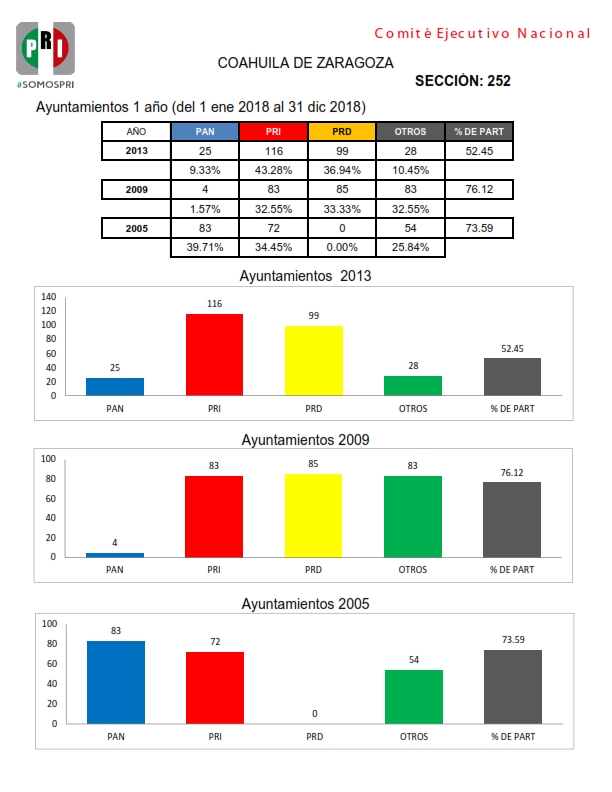 Comité Ejecutivo Nacional
PRI
#SOMOSPRI
COAHUILA DE ZARAGOZA
SECCIÓN: 252
Ayuntamientos 1 año (del 1 ene 2018 al 31 dic 2018)
AÑO PAN PRI PRD OTROS % DE PART
2013 25 116 99 28 52.45
9.33% 43.28% 36.94% 10.45%
2009 4 83 85 83 76.12
1.57% 32.55% 33.33% 32.55%
2005 83 72 0 54 73.59
39.71% 34.45% 0.00% 25.84%
Ayuntamientos 2013
140
120
100
80
60
40
20
0
25 116 99 28 52.45
PAN PRI PRD OTROS % DE PART
Ayuntamientos 2009
100
80
60
40
20
0
4 83 85 83 76.12
PAN PRI PRD OTROS % DE PART
Ayuntamientos 2005
100
80
60
40
20
0
83 72 0 54 73.59
PAN PRI PRD OTROS % DE PART